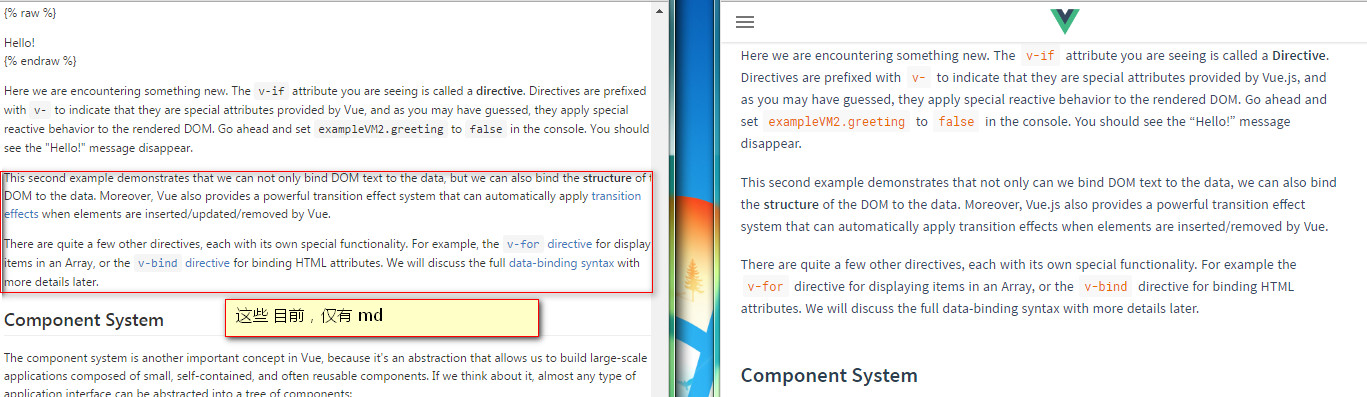 {% raw %}
Hello!
{% endraw %}
Here we are encountering something new. The v-if attribute you are seeing is called a directive. Directives are prefixed
with v- to indicate that they are special attributes provided by Vue, and as you may have guessed, they apply special
reactive behavior to the rendered DOM. Go ahead and set exampleVM2.greeting to false in the console. You should
see the "Hello!" message disappear.
This second example demonstrates that we can not only bind DOM text to the data, but we can also bind the structure of
DOM to the data. Moreover, Vue also provides a powerful transition effect system that can automatically apply transition
effects when elements are inserted/updated/removed by Vue.
There are quite a few other directives, each with its own special functionality. For example, the v-for directive for display
items in an Array, or the v-bind directive for binding HTML attributes. We will discuss the full data-binding syntax with
more details later.
这些 目前，仅有 md
Component System
The component system is another important concept in Vue, because it's an abstraction that allows us to build large-scale
applications composed of small, self-contained, and often reusable components. If we think about it, almost any type of
application interface can be abstracted into a tree of components:
Here we are encountering something new. The v-if attribute you are seeing is called a Directive.
Directives are prefixed with v- to indicate that they are special attributes provided by Vue.js, and
as you may have guessed, they apply special reactive behavior to the rendered DOM. Go ahead and
set exampleVM2.greeting to false in the console. You should see the “Hello!” message
disappear.
This second example demonstrates that not only can we bind DOM text to the data, we can also bind
the structure of the DOM to the data. Moreover, Vue.js also provides a powerful transition effect
system that can automatically apply transition effects when elements are inserted/removed by Vue.
There are quite a few other directives, each with its own special functionality. For example the
v-for directive for displaying items in an Array, or the v-bind directive for binding HTML
attributes. We will discuss the full data-binding syntax with more details later.
Component System